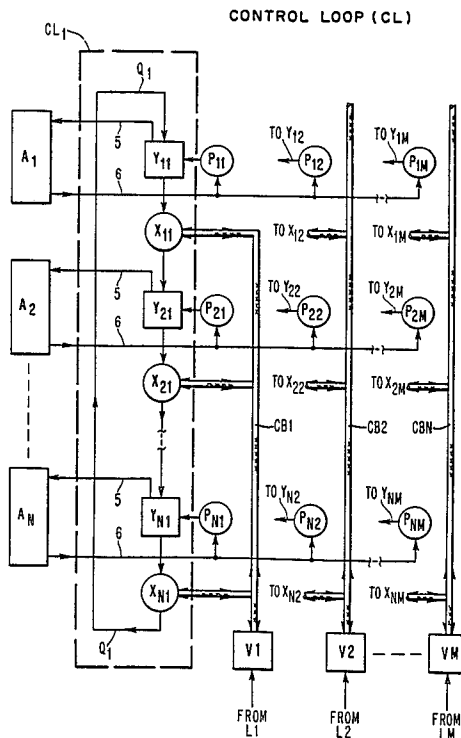 CONTROL LOOP (CL)
CL1
Q1
A1
5
Y11
P11
TO Y12
P12
TO Y1M
P1M
6
X11
TO X12
TO X1M
A2
5
Y21
P21
TO Y22
P22
TO Y2M
P2M
6
X21
TO X22
TO X2M
CB1
CB2
CBN
AN
5
YN1
PN1
TO YN2
PN2
TO YNM
PNM
6
XN1
TO XN2
TO XNM
Q1
V1
V2
VM
FROM L1
FROM L2
FROM LM